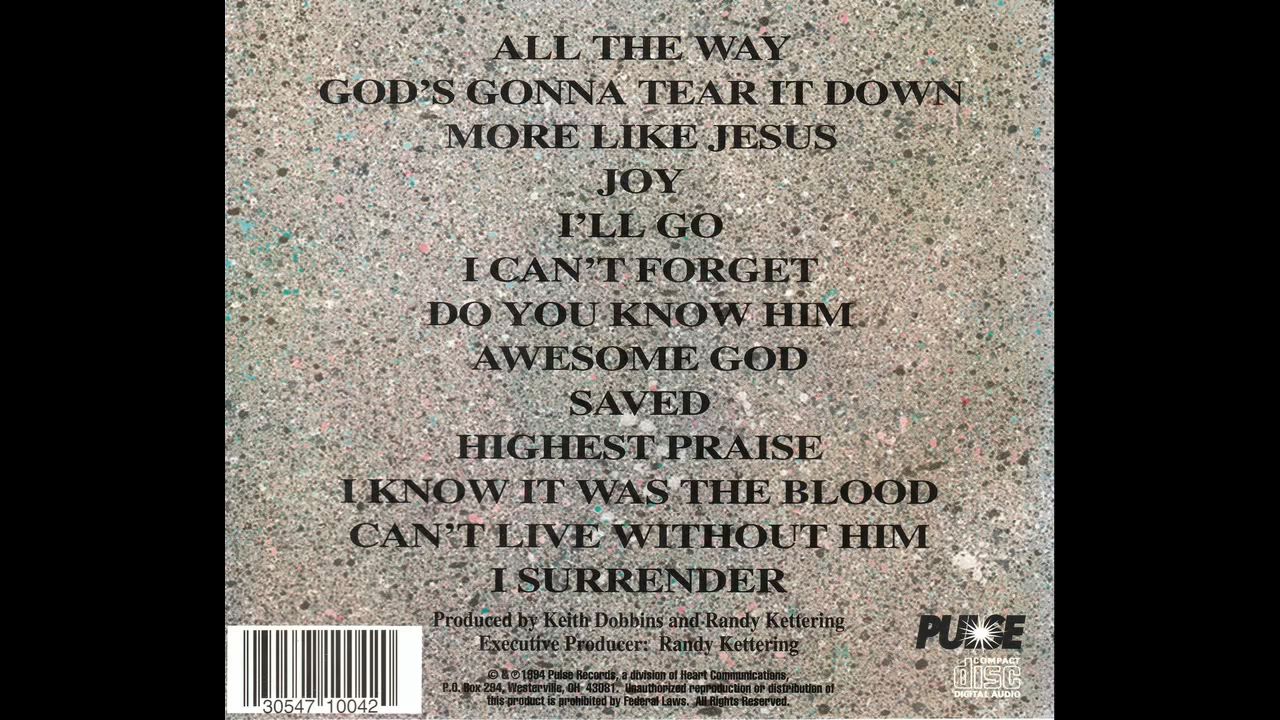 ALL THE WAY
GOD'S GONNA TEAR IT DOWN
MORE LIKE JESUS
JOY
I'LL GO
I CAN'T FORGET
DO YOU KNOW HIM
AWESOME GOD
SAVED
HIGHEST PRAISE
I KNOW IT WAS THE BLOOD
CAN'T LIVE WITHOUT HIM
I SURRENDER
Produced by Keith Dobbins and Randy Kettering
Executive Producer: Randy Kettering
© & ℗ 1994 Pulse Records, a division of Heart Communications,
P.O. Box 294, Westerville, OH 43081. Unauthorized reproduction or distribution of
this product is prohibited by Federal Laws. All Rights Reserved.
30547 10042
PULSE
COMPACT
disc
DIGITAL AUDIO